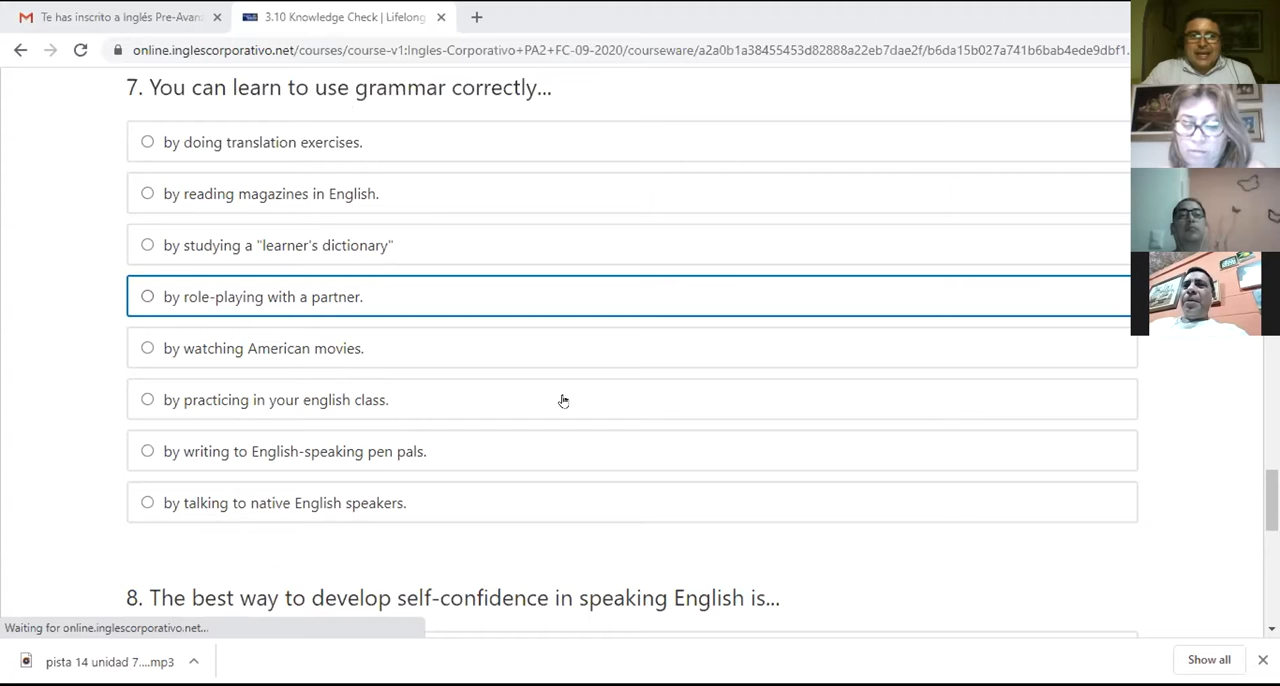 Te has inscrito a Inglés Pre-Avan
3.10 Knowledge Check | Lifelong
online.inglescorporativo.net/courses/course-v1:Ingles-Corporativo+PA2+FC-09-2020/courseware/a2a0b1a38455453d82888a22eb7dae2f/b6da15b027a741b6bab4ede9dbf1.
7. You can learn to use grammar correctly...
by doing translation exercises.
by reading magazines in English.
by studying a "learner's dictionary"
by role-playing with a partner.
by watching American movies.
by practicing in your english class.
by writing to English-speaking pen pals.
by talking to native English speakers.
8. The best way to develop self-confidence in speaking English is...
Waiting for online.inglescorporativo.net...
pista 14 unidad 7....mp3
Show all